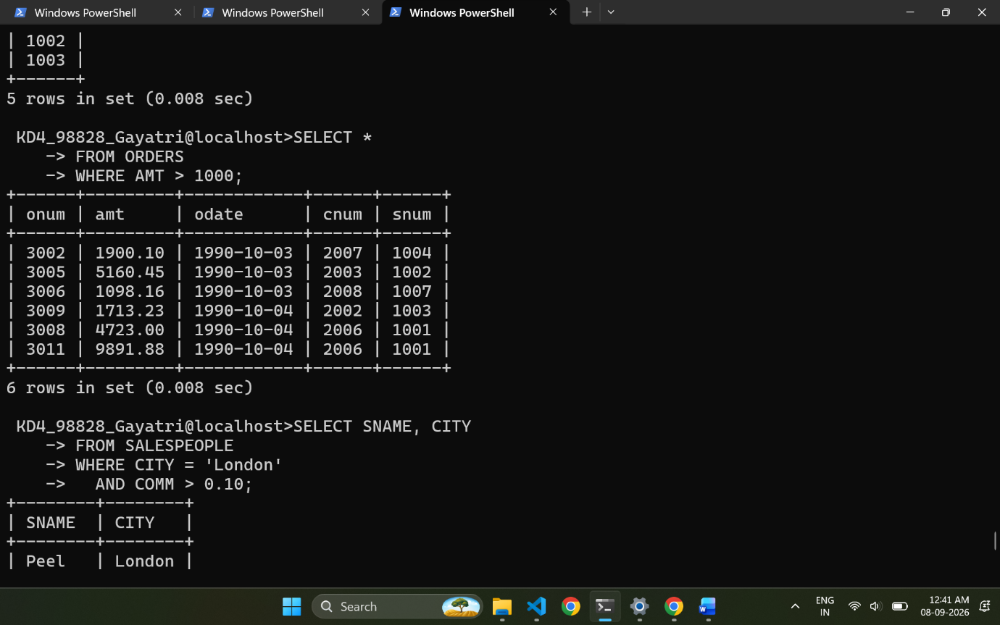 Windows PowerShell
Windows PowerShell
Windows PowerShell
| 1002 |
| 1003 |
+------+
5 rows in set (0.008 sec)
KD4_98828_Gayatri@localhost>SELECT *
    -> FROM ORDERS
    -> WHERE AMT > 1000;
+------+---------+------------+------+------+
| onum | amt     | odate      | cnum | snum |
+------+---------+------------+------+------+
| 3002 | 1900.10 | 1990-10-03 | 2007 | 1004 |
| 3005 | 5160.45 | 1990-10-03 | 2003 | 1002 |
| 3006 | 1098.16 | 1990-10-03 | 2008 | 1007 |
| 3009 | 1713.23 | 1990-10-04 | 2002 | 1003 |
| 3008 | 4723.00 | 1990-10-04 | 2006 | 1001 |
| 3011 | 9891.88 | 1990-10-04 | 2006 | 1001 |
+------+---------+------------+------+------+
6 rows in set (0.008 sec)
KD4_98828_Gayatri@localhost>SELECT SNAME, CITY
    -> FROM SALESPEOPLE
    -> WHERE CITY = 'London'
    ->   AND COMM > 0.10;
+--------+--------+
| SNAME  | CITY   |
+--------+--------+
| Peel   | London |
Search
ENG
IN
12:41 AM
08-09-2026